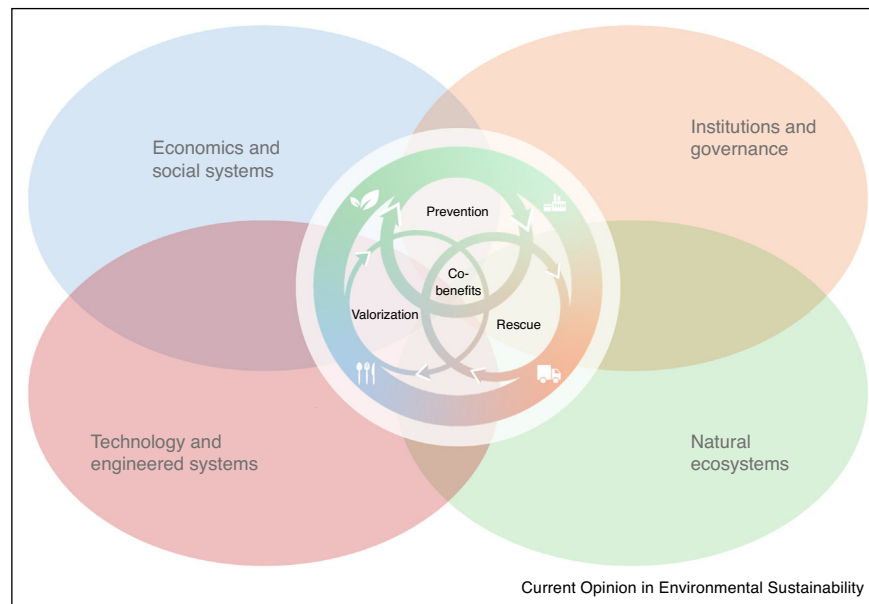 Economics and
social systems
Institutions and
governance
Prevention
Co-
benefits
Valorization
Rescue
Technology and
engineered systems
Natural
ecosystems
Current Opinion in Environmental Sustainability